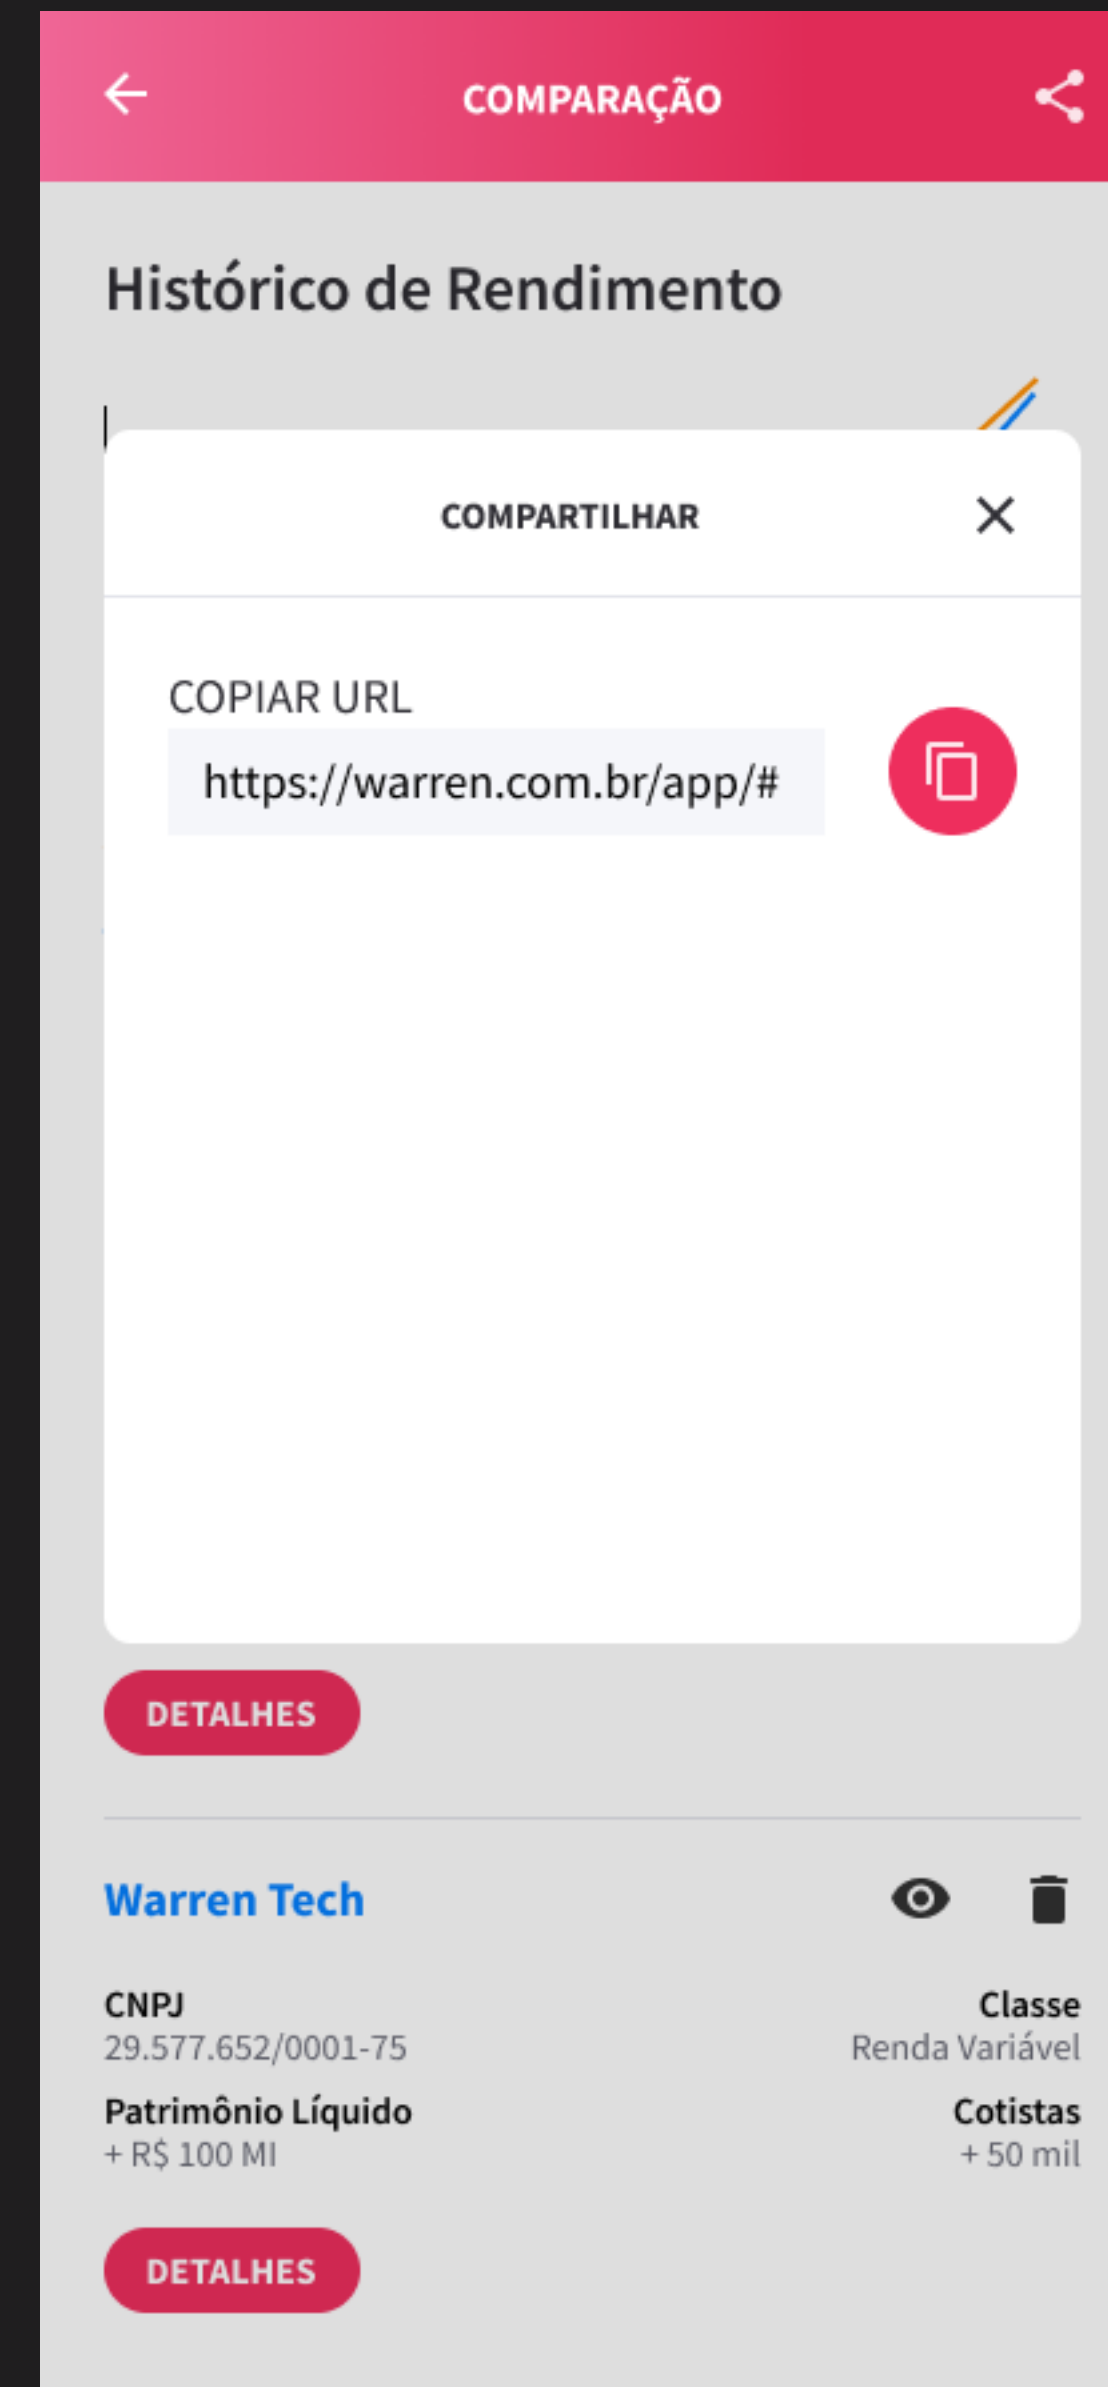 COMPARAÇÃO
Histórico de Rendimento
COMPARTILHAR
COPIAR URL
https://warren.com.br/app/#
DETALHES
Warren Tech
CNPJ
Classe
29.577.652/0001-75
Renda Variável
Patrimônio Líquido
Cotistas
+ R$ 100 MI
+ 50 mil
DETALHES